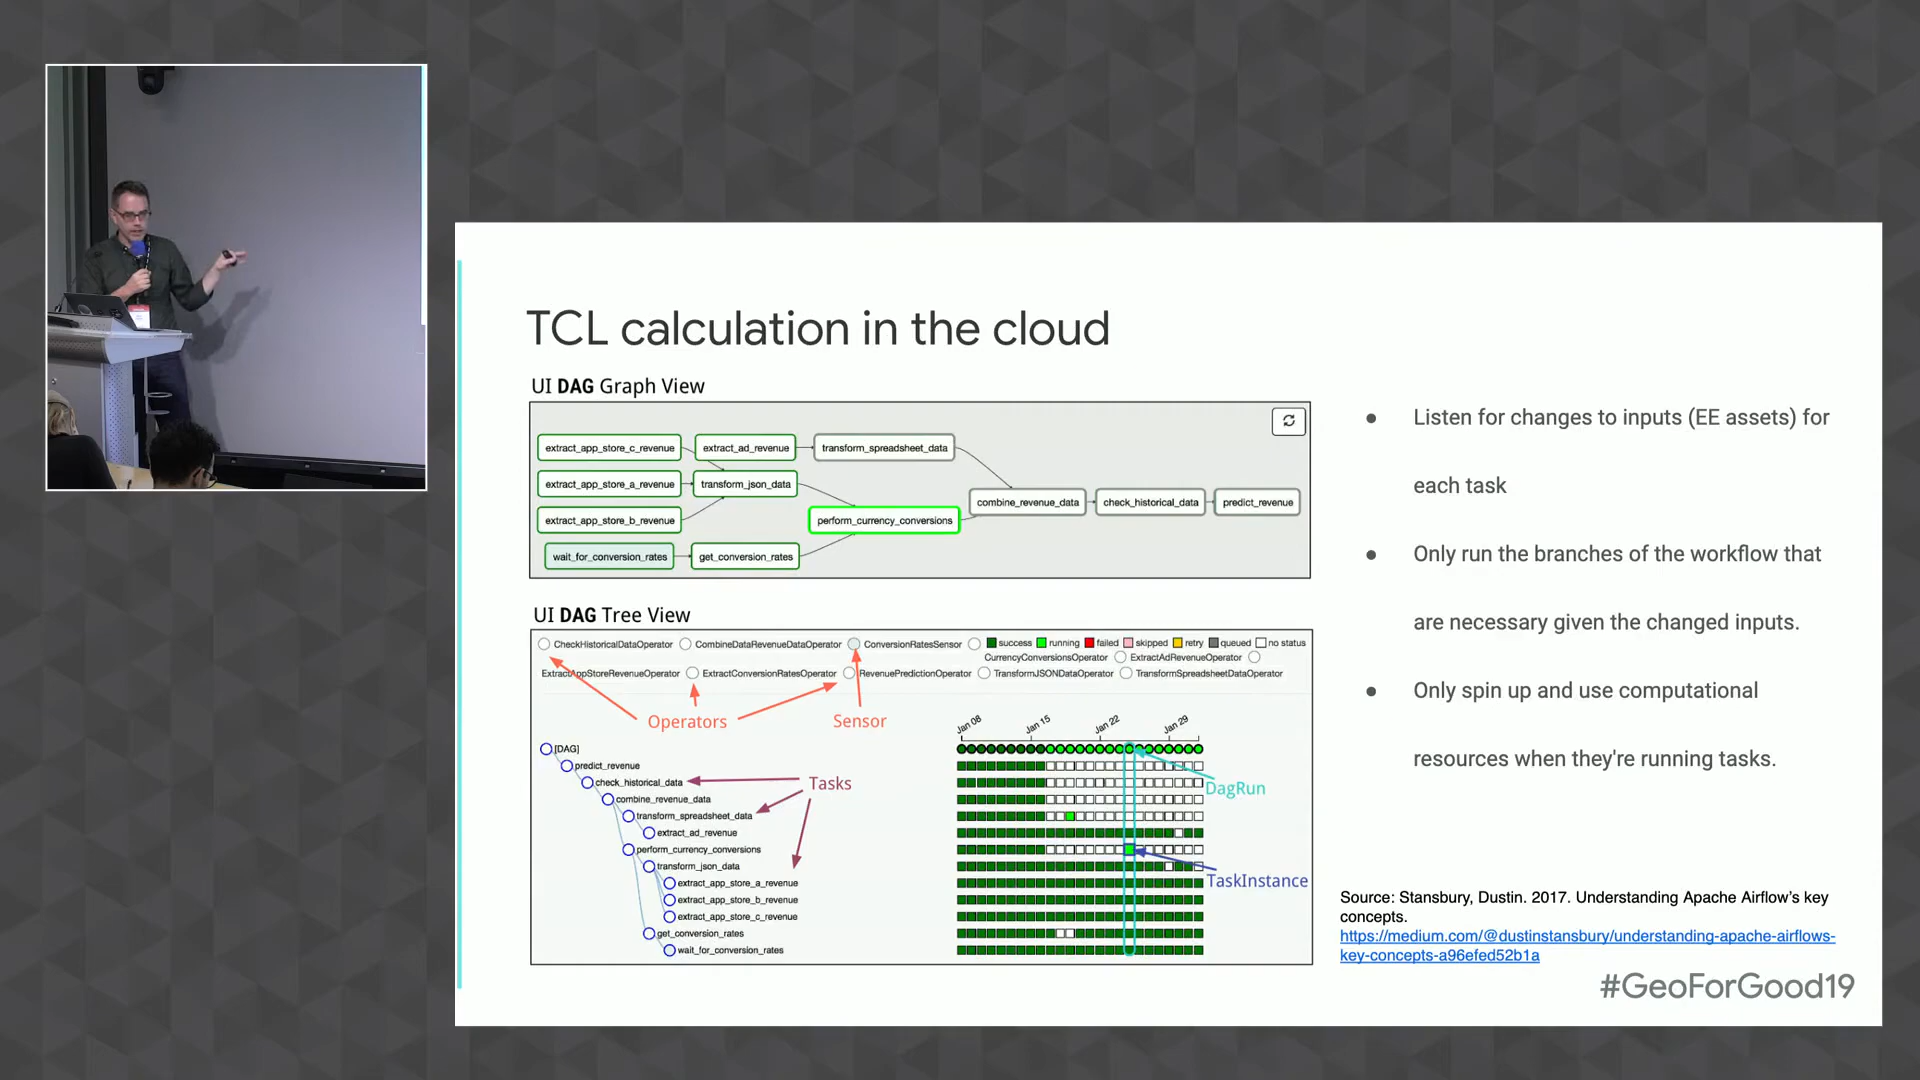 TCL calculation in the cloud
UI DAG Graph View
extract_app_store_c_revenue
extract_ad_revenue
transform_spreadsheet_data
extract_app_store_a_revenue
transform_json_data
combine_revenue_data
check_historical_data
predict_revenue
extract_app_store_b_revenue
perform_currency_conversions
wait_for_conversion_rates
get_conversion_rates
UI DAG Tree View
CheckHistoricalDataOperator
CombineDataRevenueDataOperator
ConversionRatesSensor
success
running
failed
skipped
retry
queued
no status
CurrencyConversionsOperator
ExtractAdRevenueOperator
ExtractAppStoreRevenueOperator
ExtractConversionRatesOperator
RevenuePredictionOperator
TransformJSONDataOperator
TransformSpreadsheetDataOperator
Operators
Sensor
Jan 08
Jan 15
Jan 22
Jan 29
[DAG]
predict_revenue
check_historical_data
combine_revenue_data
transform_spreadsheet_data
extract_ad_revenue
perform_currency_conversions
transform_json_data
extract_app_store_a_revenue
extract_app_store_b_revenue
extract_app_store_c_revenue
get_conversion_rates
wait_for_conversion_rates
Tasks
DagRun
TaskInstance
● Listen for changes to inputs (EE assets) for
each task
● Only run the branches of the workflow that
are necessary given the changed inputs.
● Only spin up and use computational
resources when they're running tasks.
Source: Stansbury, Dustin. 2017. Understanding Apache Airflow's key
concepts.
https://medium.com/@dustinstansbury/understanding-apache-airflows-
key-concepts-a96efed52b1a
#GeoForGood19